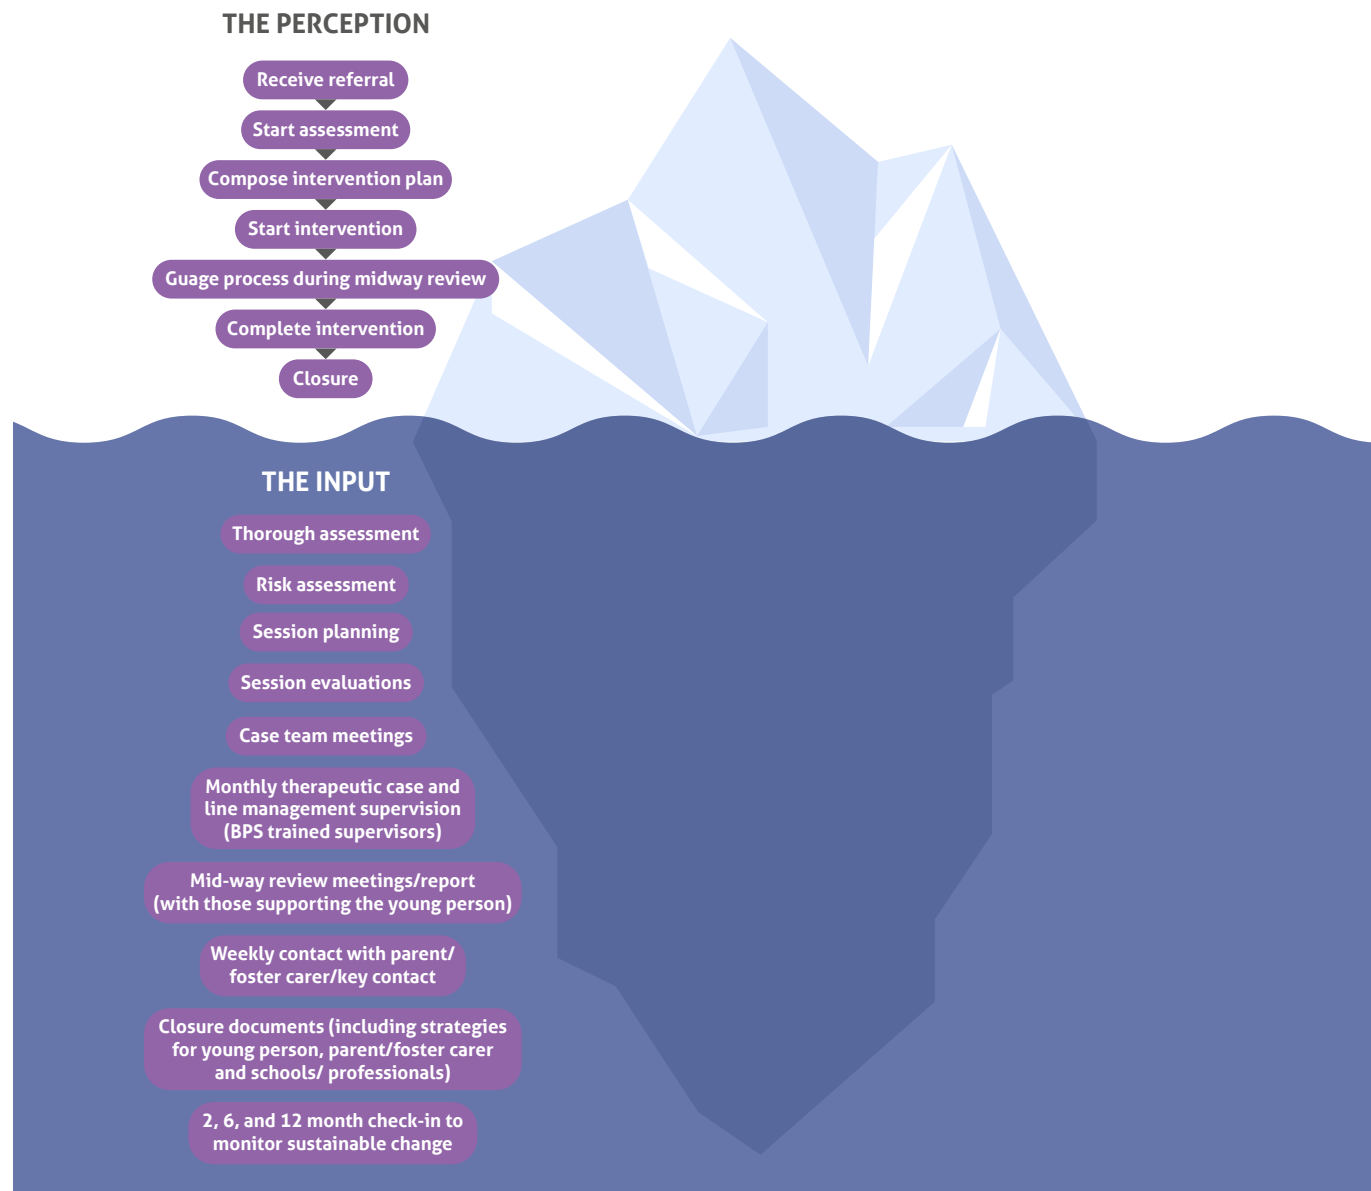 THE PERCEPTION
Receive referral
Start assessment
Compose intervention plan
Start intervention
Guage process during midway review
Complete intervention
Closure
THE INPUT
Thorough assessment
Risk assessment
Session planning
Session evaluations
Case team meetings
Monthly therapeutic case and
line management supervision
(BPS trained supervisors)
Mid-way review meetings/report
(with those supporting the young person)
Weekly contact with parent/
foster carer/key contact
Closure documents (including strategies
for young person, parent/foster carer
and schools/ professionals)
2, 6, and 12 month check-in to
monitor sustainable change